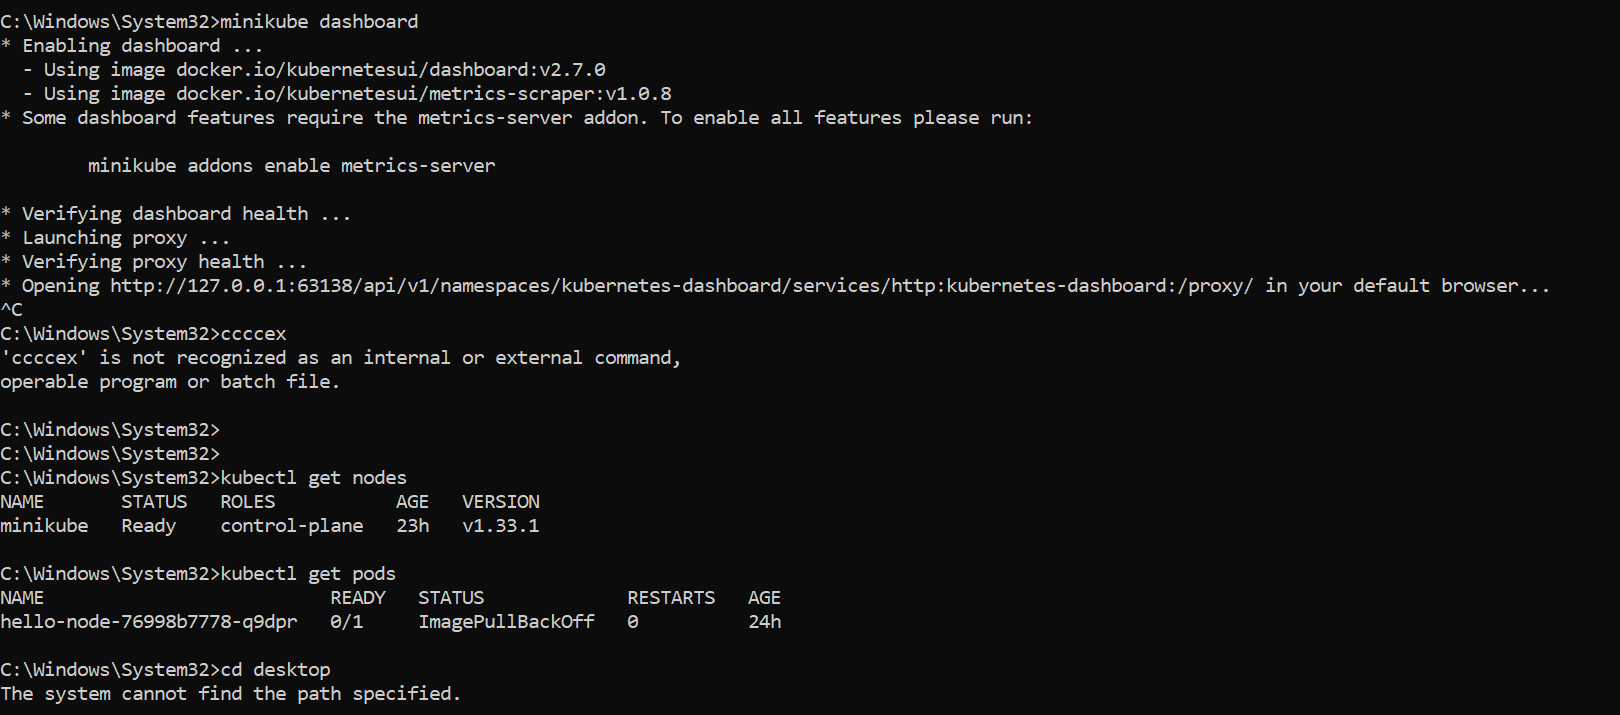 C:\Windows\System32>minikube dashboard
* Enabling dashboard ...
  - Using image docker.io/kubernetesui/dashboard:v2.7.0
  - Using image docker.io/kubernetesui/metrics-scraper:v1.0.8
* Some dashboard features require the metrics-server addon. To enable all features please run:
        minikube addons enable metrics-server
* Verifying dashboard health ...
* Launching proxy ...
* Verifying proxy health ...
* Opening http://127.0.0.1:63138/api/v1/namespaces/kubernetes-dashboard/services/http:kubernetes-dashboard:/proxy/ in your default browser...
^C
C:\Windows\System32>ccccex
'ccccex' is not recognized as an internal or external command,
operable program or batch file.
C:\Windows\System32>
C:\Windows\System32>
C:\Windows\System32>kubectl get nodes
NAME       STATUS   ROLES           AGE   VERSION
minikube   Ready    control-plane   23h   v1.33.1
C:\Windows\System32>kubectl get pods
NAME                          READY   STATUS             RESTARTS   AGE
hello-node-76998b7778-q9dpr   0/1     ImagePullBackOff   0          24h
C:\Windows\System32>cd desktop
The system cannot find the path specified.